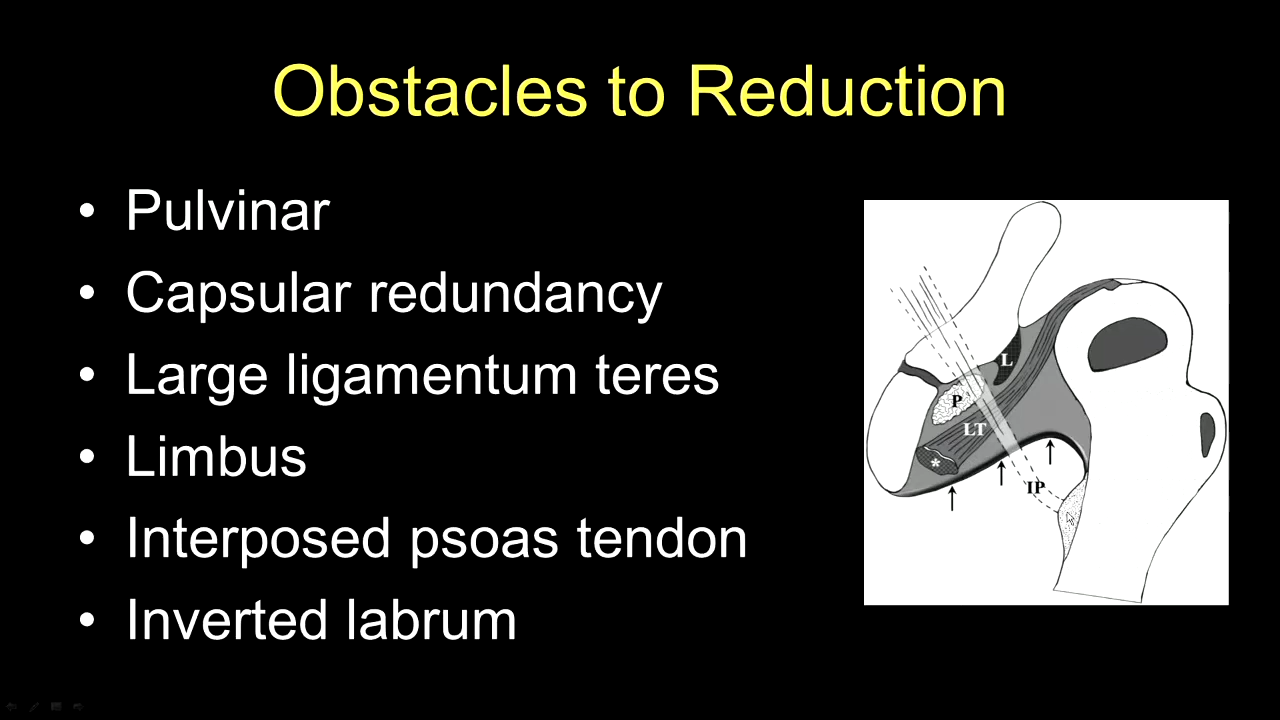 Obstacles to Reduction
• Pulvinar
• Capsular redundancy
• Large ligamentum teres
• Limbus
• Interposed psoas tendon
• Inverted labrum
L
P
LT
*
IP